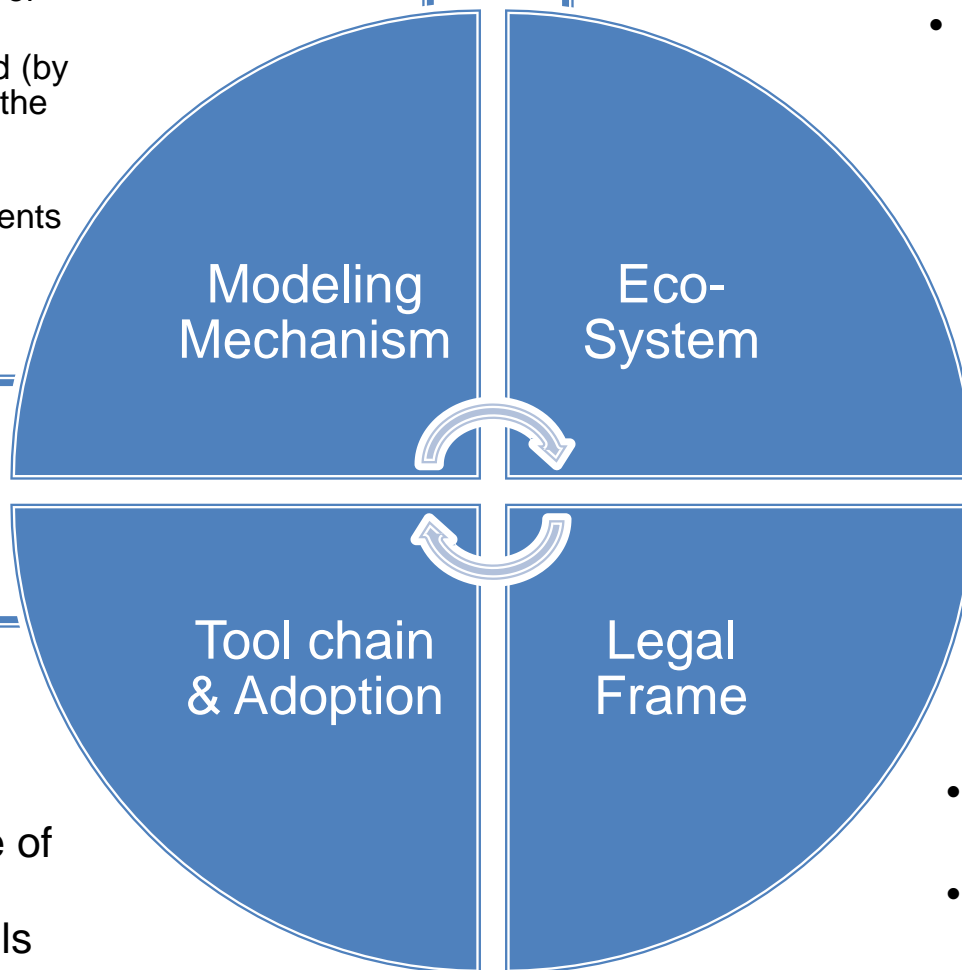 d (by
the
ents
Modeling
Mechanism
Eco-
System
Tool chain
& Adoption
Legal
Frame
e of
ls
•
•
•